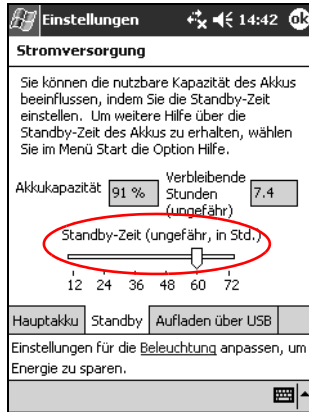 Einstellungen 14:42 ok
Stromversorgung
Sie können die nutzbare Kapazität des Akkus
beeinflussen, indem Sie die Standby-Zeit
einstellen. Um weitere Hilfe über die
Standby-Zeit des Akkus zu erhalten, wählen
Sie im Menü Start die Option Hilfe.
Akkukapazität 91 % Verbleibende
Stunden 7.4
(ungefähr)
Standby-Zeit (ungefähr, in Std.)
12 24 36 48 60 72
Hauptakku Standby Aufladen über USB
Einstellungen für die Beleuchtung anpassen, um
Energie zu sparen.